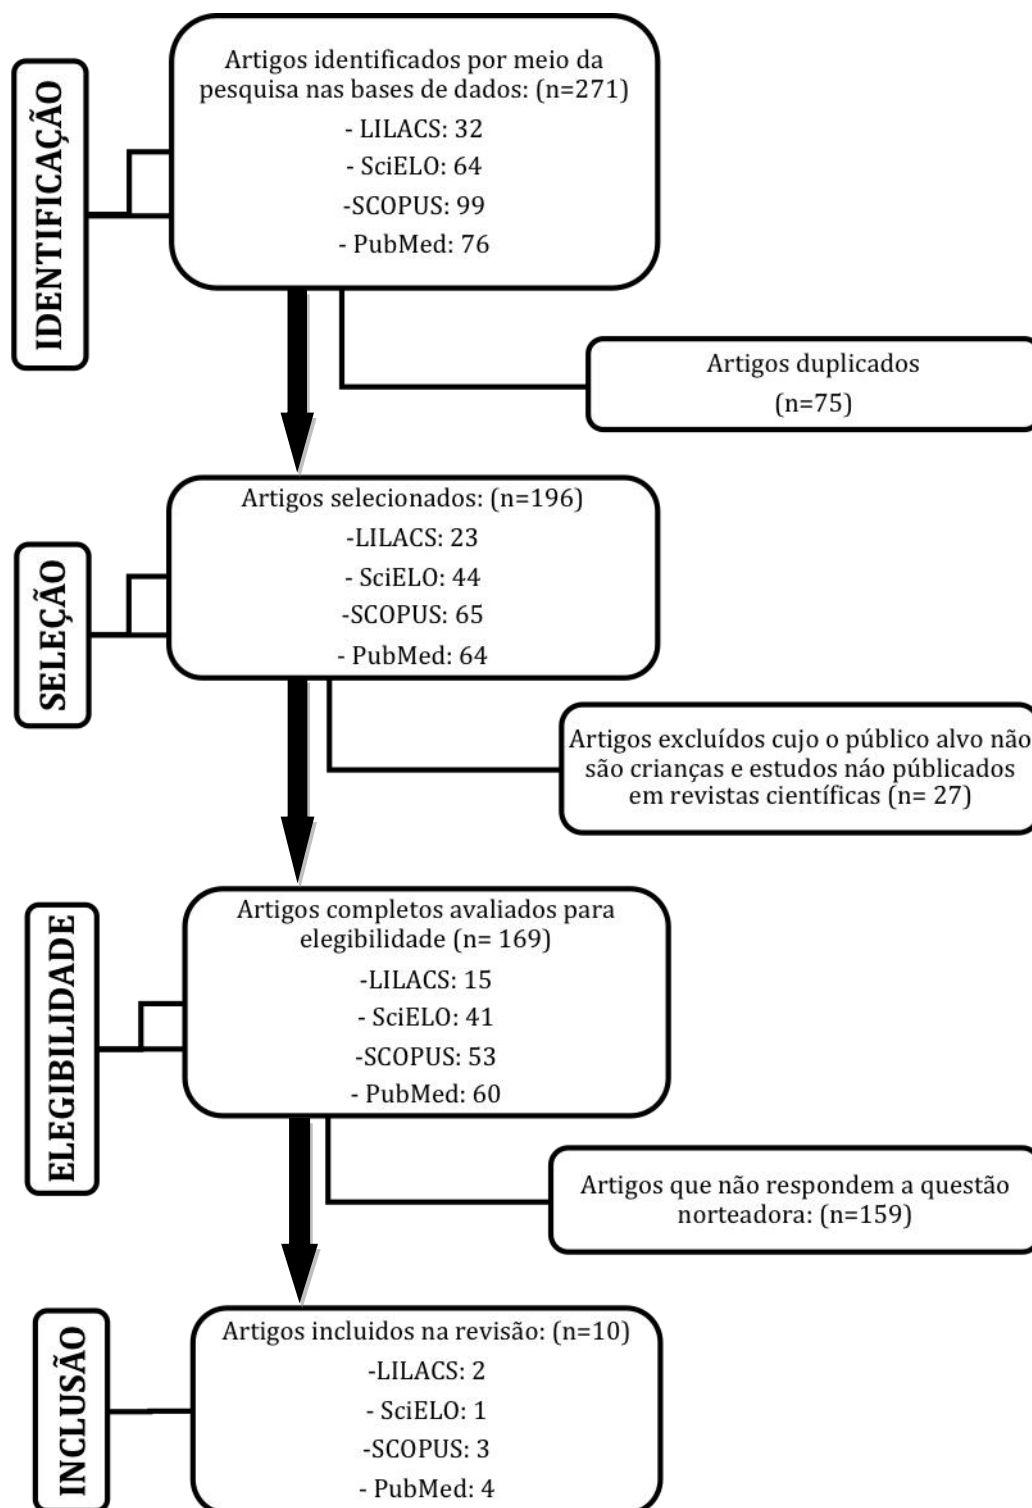 IDENTIFICAÇÃO
Artigos identificados por meio da
pesquisa nas bases de dados: (n=271)
- LILACS: 32
- SciELO: 64
-SCOPUS: 99
- PubMed: 76
Artigos duplicados
(n=75)
SELEÇÃO
Artigos selecionados: (n=196)
-LILACS: 23
- SciELO: 44
-SCOPUS: 65
- PubMed: 64
Artigos excluídos cujo o público alvo não
são crianças e estudos náo públicados
em revistas científicas (n= 27)
ELEGIBILIDADE
Artigos completos avaliados para
elegibilidade (n= 169)
-LILACS: 15
- SciELO: 41
-SCOPUS: 53
- PubMed: 60
Artigos que não respondem a questão
norteadora: (n=159)
INCLUSÃO
Artigos incluidos na revisão: (n=10)
-LILACS: 2
- SciELO: 1
-SCOPUS: 3
- PubMed: 4